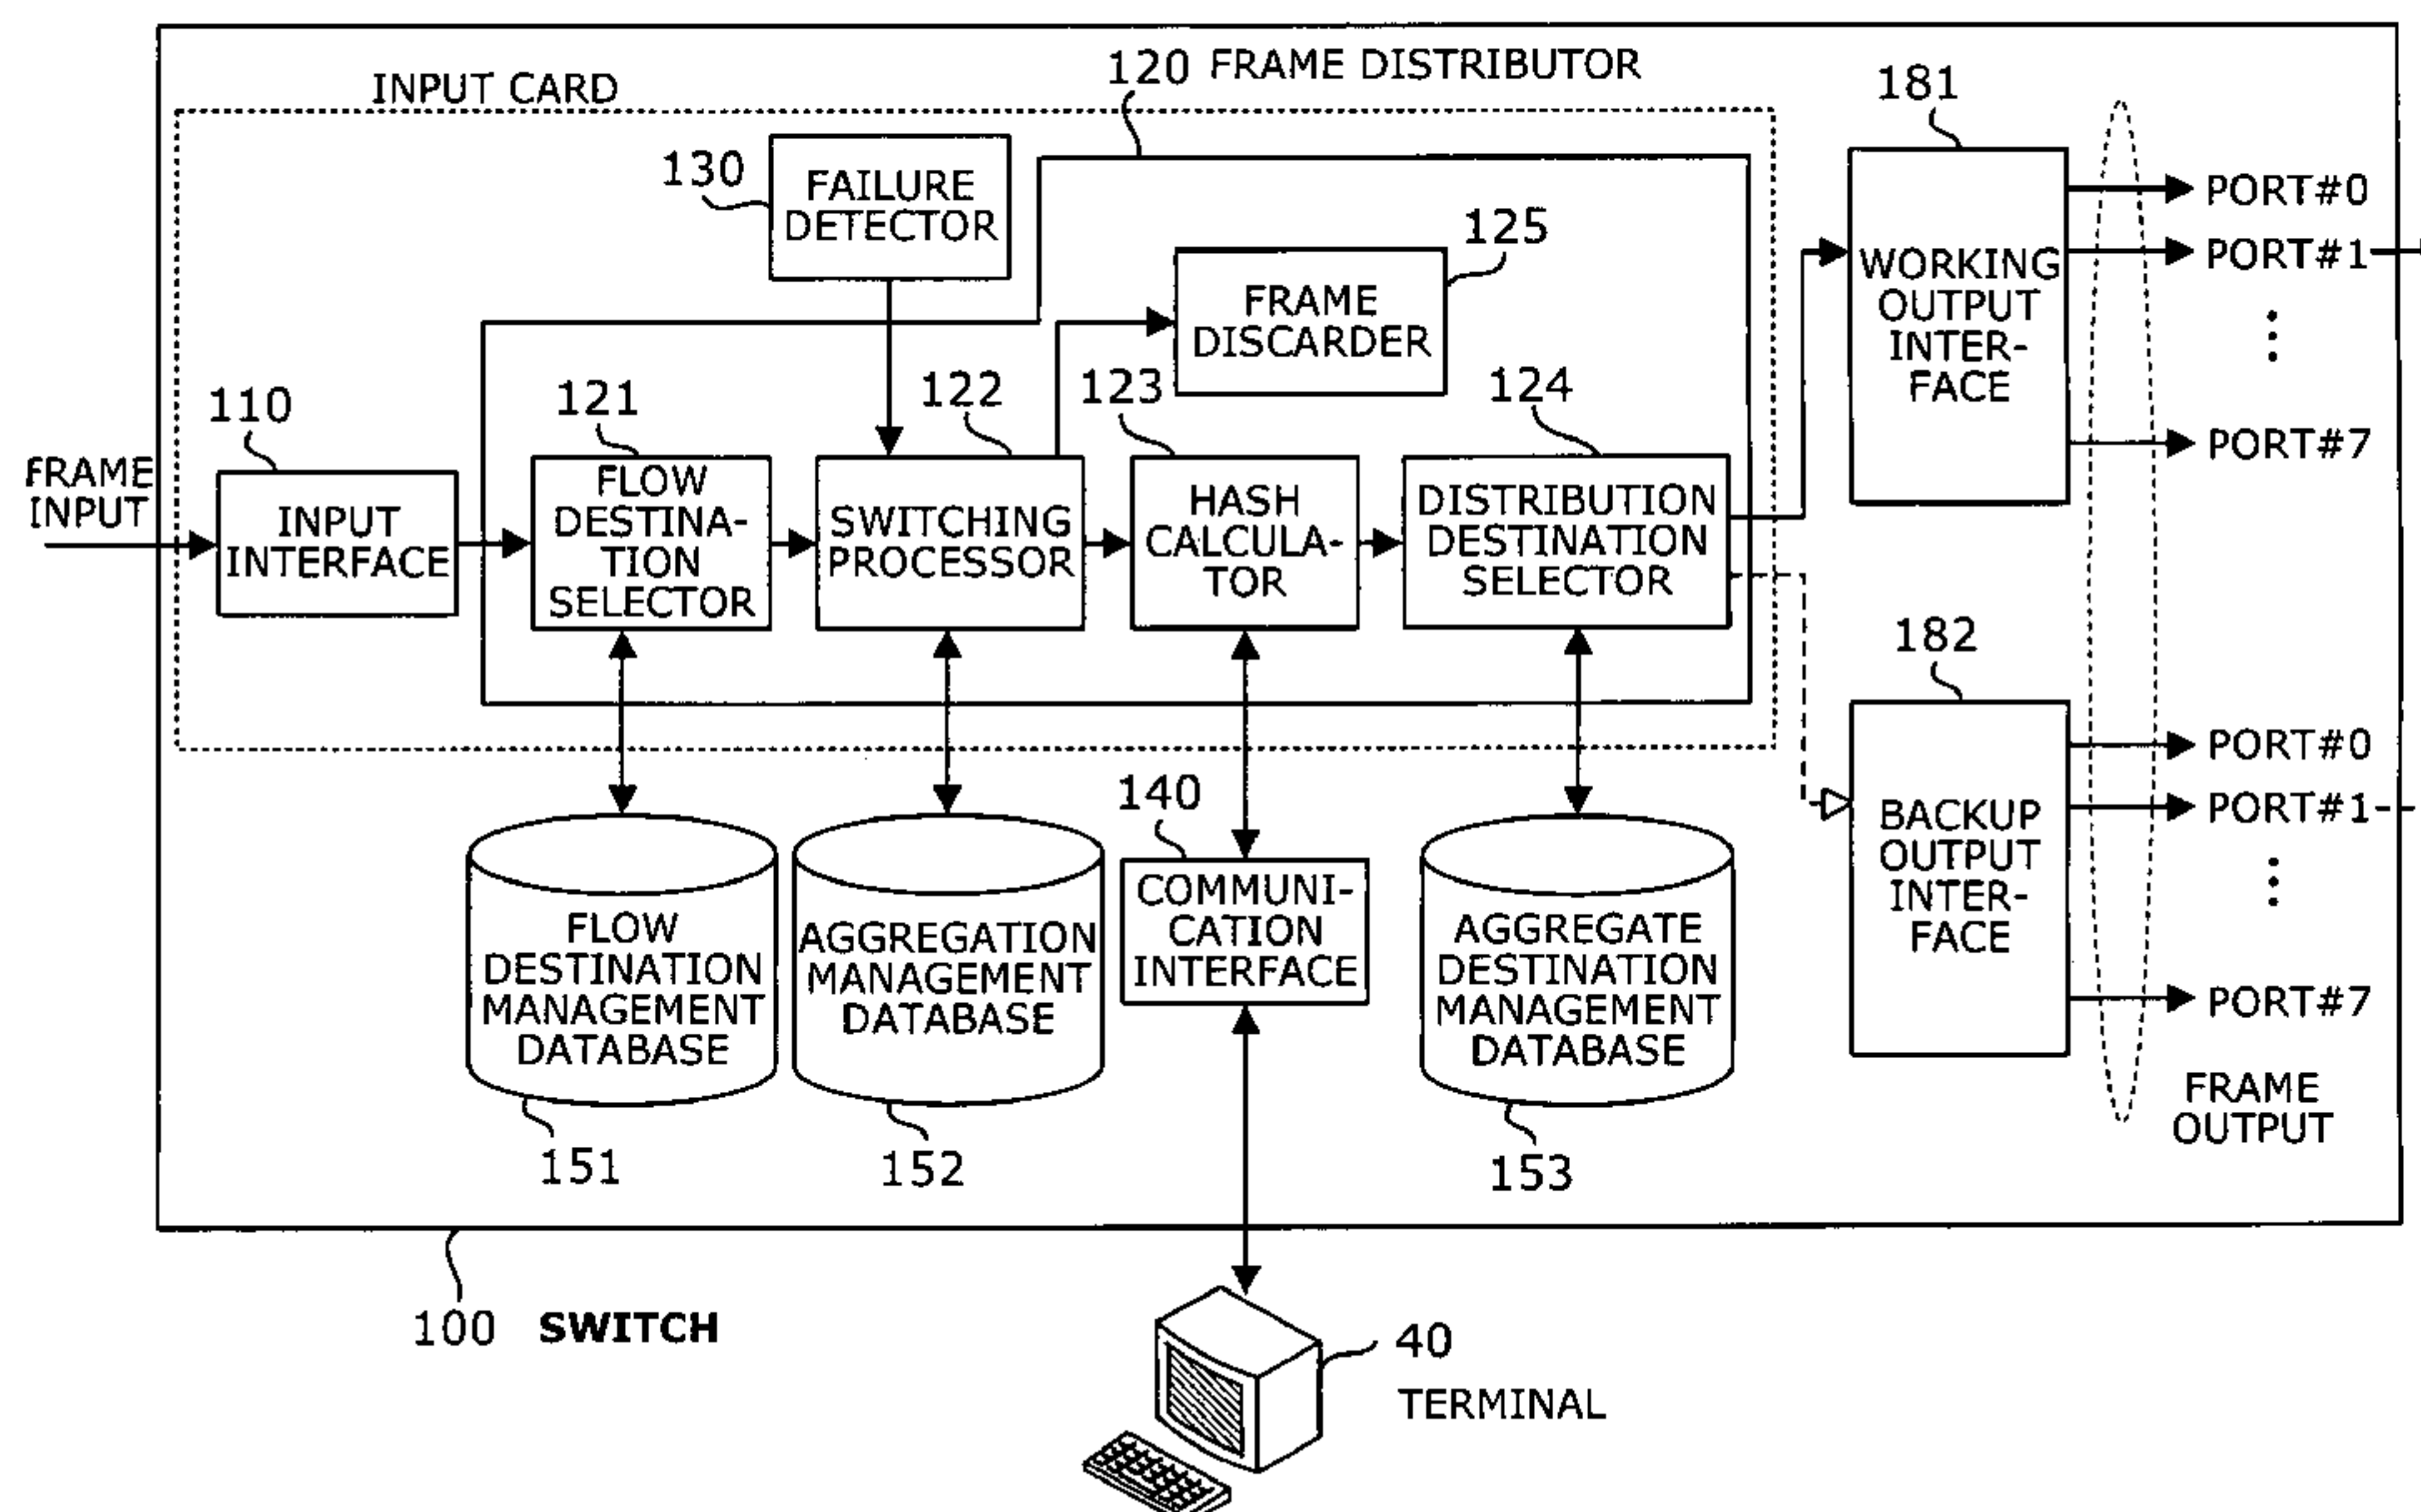 120 FRAME DISTRIBUTOR
INPUT CARD
181
130
FAILURE
DETECTOR
125
PORT#0
PORT#1
WORKING
OUTPUT
INTER-
FACE
FRAME
DISCARDER
PORT#7
110
121
122
123
124
FRAME
INPUT
INPUT
INTERFACE
FLOW
DESTINA-
TION
SELECTOR
SWITCHING
PROCESSOR
HASH
CALCULA-
TOR
DISTRIBUTION
DESTINATION
SELECTOR
182
PORT#0
PORT#1
BACKUP
OUTPUT
INTER-
FACE
PORT#7
140
FLOW
DESTINATION
MANAGEMENT
DATABASE
AGGREGATION
MANAGEMENT
DATABASE
COMMUNI-
CATION
INTERFACE
AGGREGATE
DESTINATION
MANAGEMENT
DATABASE
FRAME
OUTPUT
151
152
153
100 SWITCH
40
TERMINAL